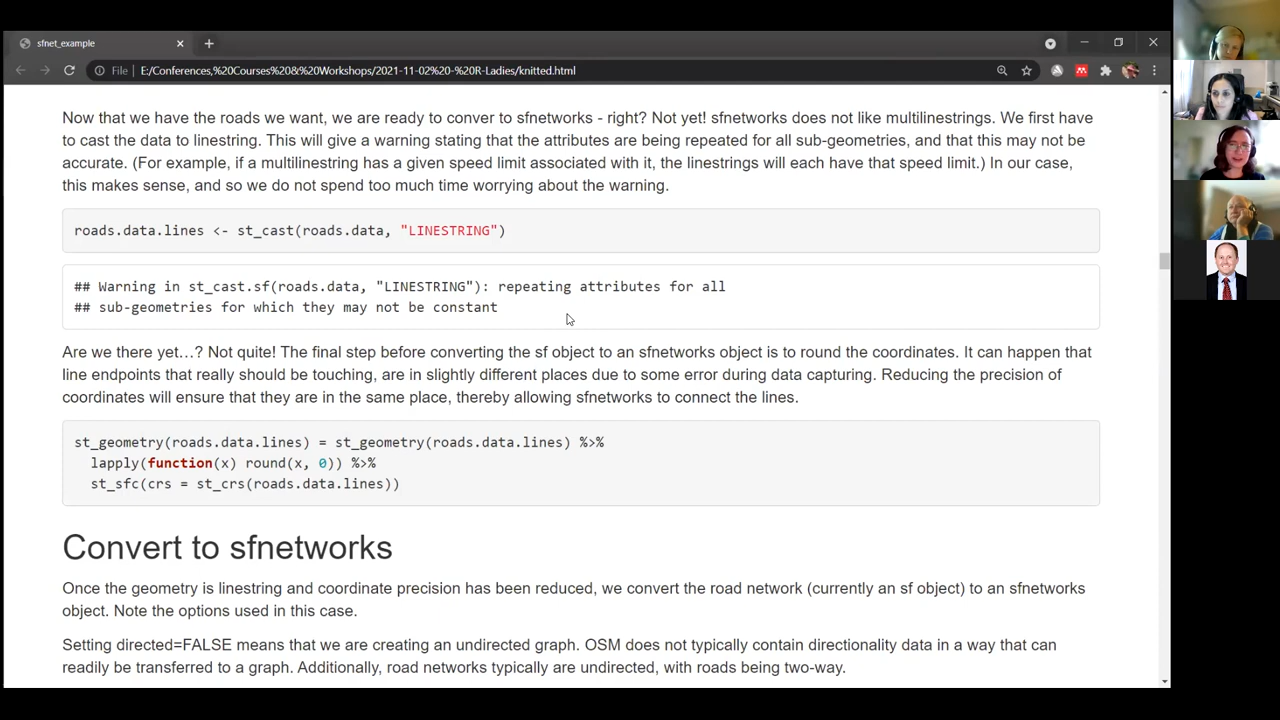 sfnet_example
File
E:/Conferences,%20Courses%20&%20Workshops/2021-11-02%20-%20R-Ladies/knitted.html
Now that we have the roads we want, we are ready to conver to sfnetworks - right? Not yet! sfnetworks does not like multilinestrings. We first have
to cast the data to linestring. This will give a warning stating that the attributes are being repeated for all sub-geometries, and that this may not be
accurate. (For example, if a multilinestring has a given speed limit associated with it, the linestrings will each have that speed limit.) In our case,
this makes sense, and so we do not spend too much time worrying about the warning.
roads.data.lines <- st_cast(roads.data, "LINESTRING")
## Warning in st_cast.sf(roads.data, "LINESTRING"): repeating attributes for all
## sub-geometries for which they may not be constant
Are we there yet…? Not quite! The final step before converting the sf object to an sfnetworks object is to round the coordinates. It can happen that
line endpoints that really should be touching, are in slightly different places due to some error during data capturing. Reducing the precision of
coordinates will ensure that they are in the same place, thereby allowing sfnetworks to connect the lines.
st_geometry(roads.data.lines) = st_geometry(roads.data.lines) %>%
lapply(function(x) round(x, 0)) %>%
st_sfc(crs = st_crs(roads.data.lines))
Convert to sfnetworks
Once the geometry is linestring and coordinate precision has been reduced, we convert the road network (currently an sf object) to an sfnetworks
object. Note the options used in this case.
Setting directed=FALSE means that we are creating an undirected graph. OSM does not typically contain directionality data in a way that can
readily be transferred to a graph. Additionally, road networks typically are undirected, with roads being two-way.